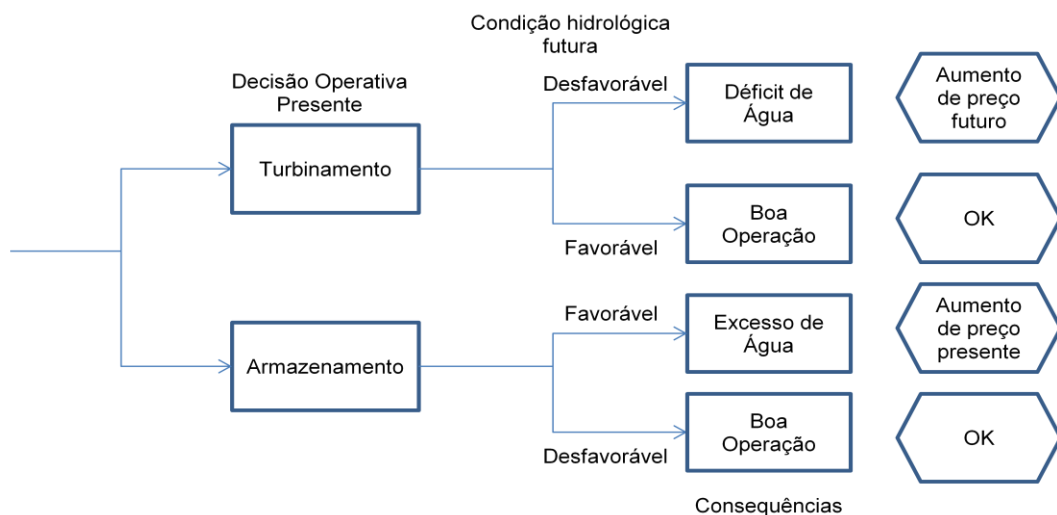 Condição hidrológica
futura
Decisão Operativa
Presente
Desfavorável
Déficit de
Água
Aumento
de preço
futuro
Turbinamento
Favorável
Boa
Operação
OK
Favorável
Excesso de
Água
Aumento
de preço
presente
Armazenamento
Desfavorável
Boa
Operação
OK
Consequências